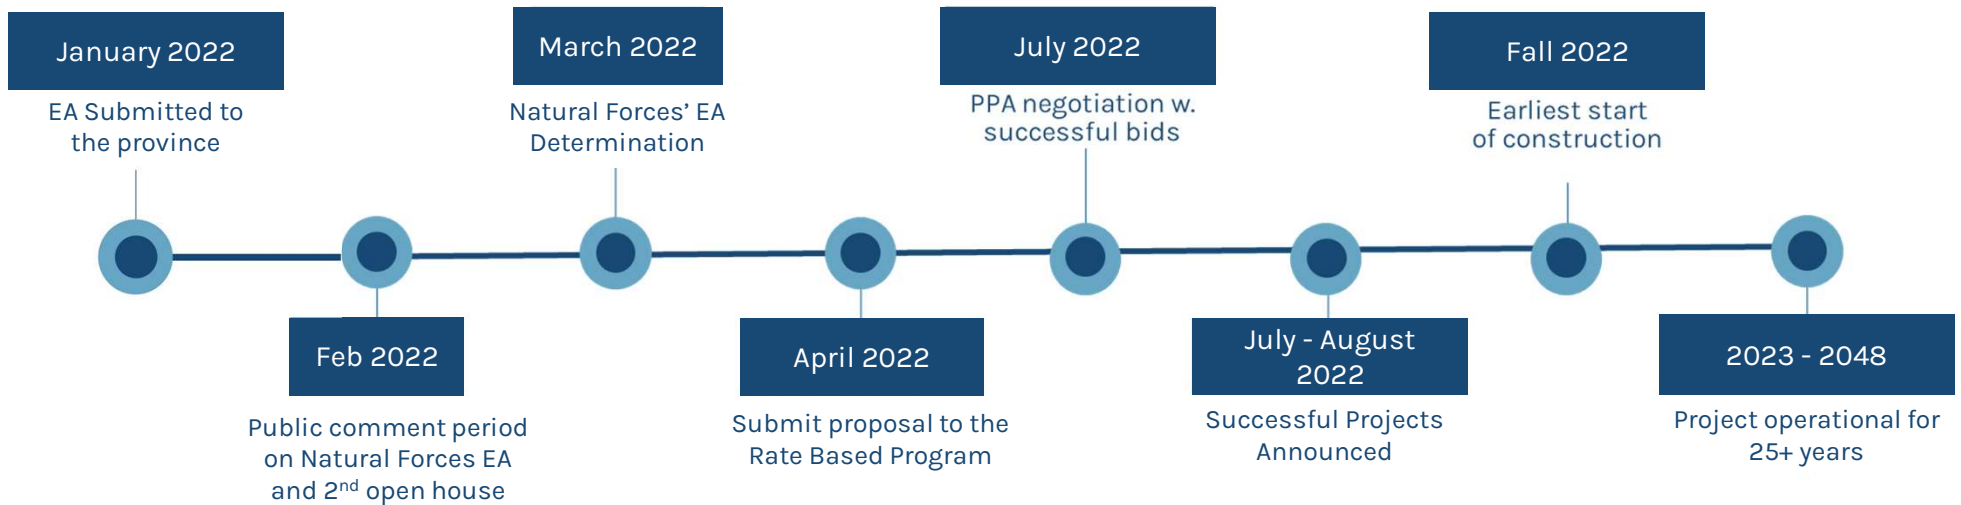 January 2022
EA Submitted to
the province
Feb 2022
Public comment period
on Natural Forces EA
and 2nd open house
March 2022
Natural Forces’ EA
Determination
April 2022
Submit proposal to the
Rate Based Program
July 2022
PPA negotiation w.
successful bids
July - August
2022
Successful Projects
Announced
Fall 2022
Earliest start
of construction
2023 - 2048
Project operational for
25+ years